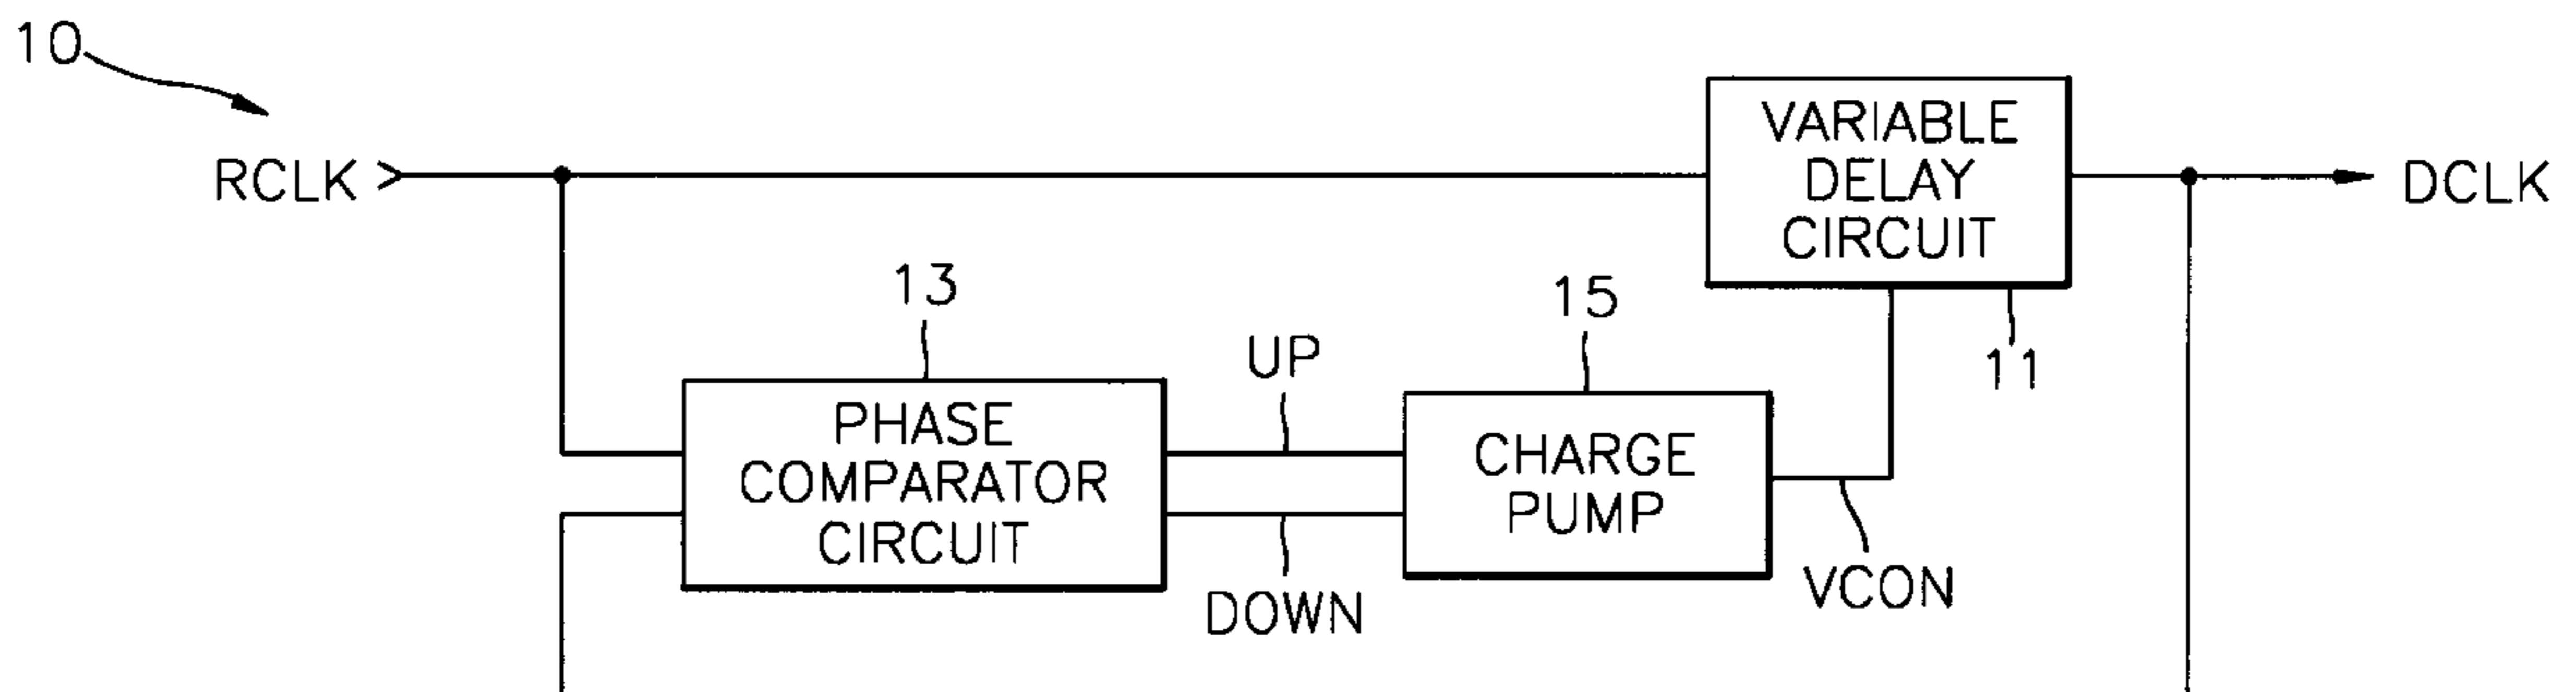 10
RCLK
VARIABLE
DELAY
CIRCUIT
DCLK
13
15
11
UP
PHASE
COMPARATOR
CIRCUIT
CHARGE
PUMP
DOWN
VCON